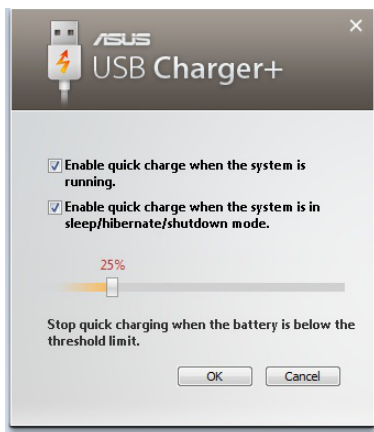 ASUS
USB Charger+
Enable quick charge when the system is
running.
Enable quick charge when the system is in
sleep/hibernate/shutdown mode.
25%
Stop quick charging when the battery is below the
threshold limit.
OK Cancel